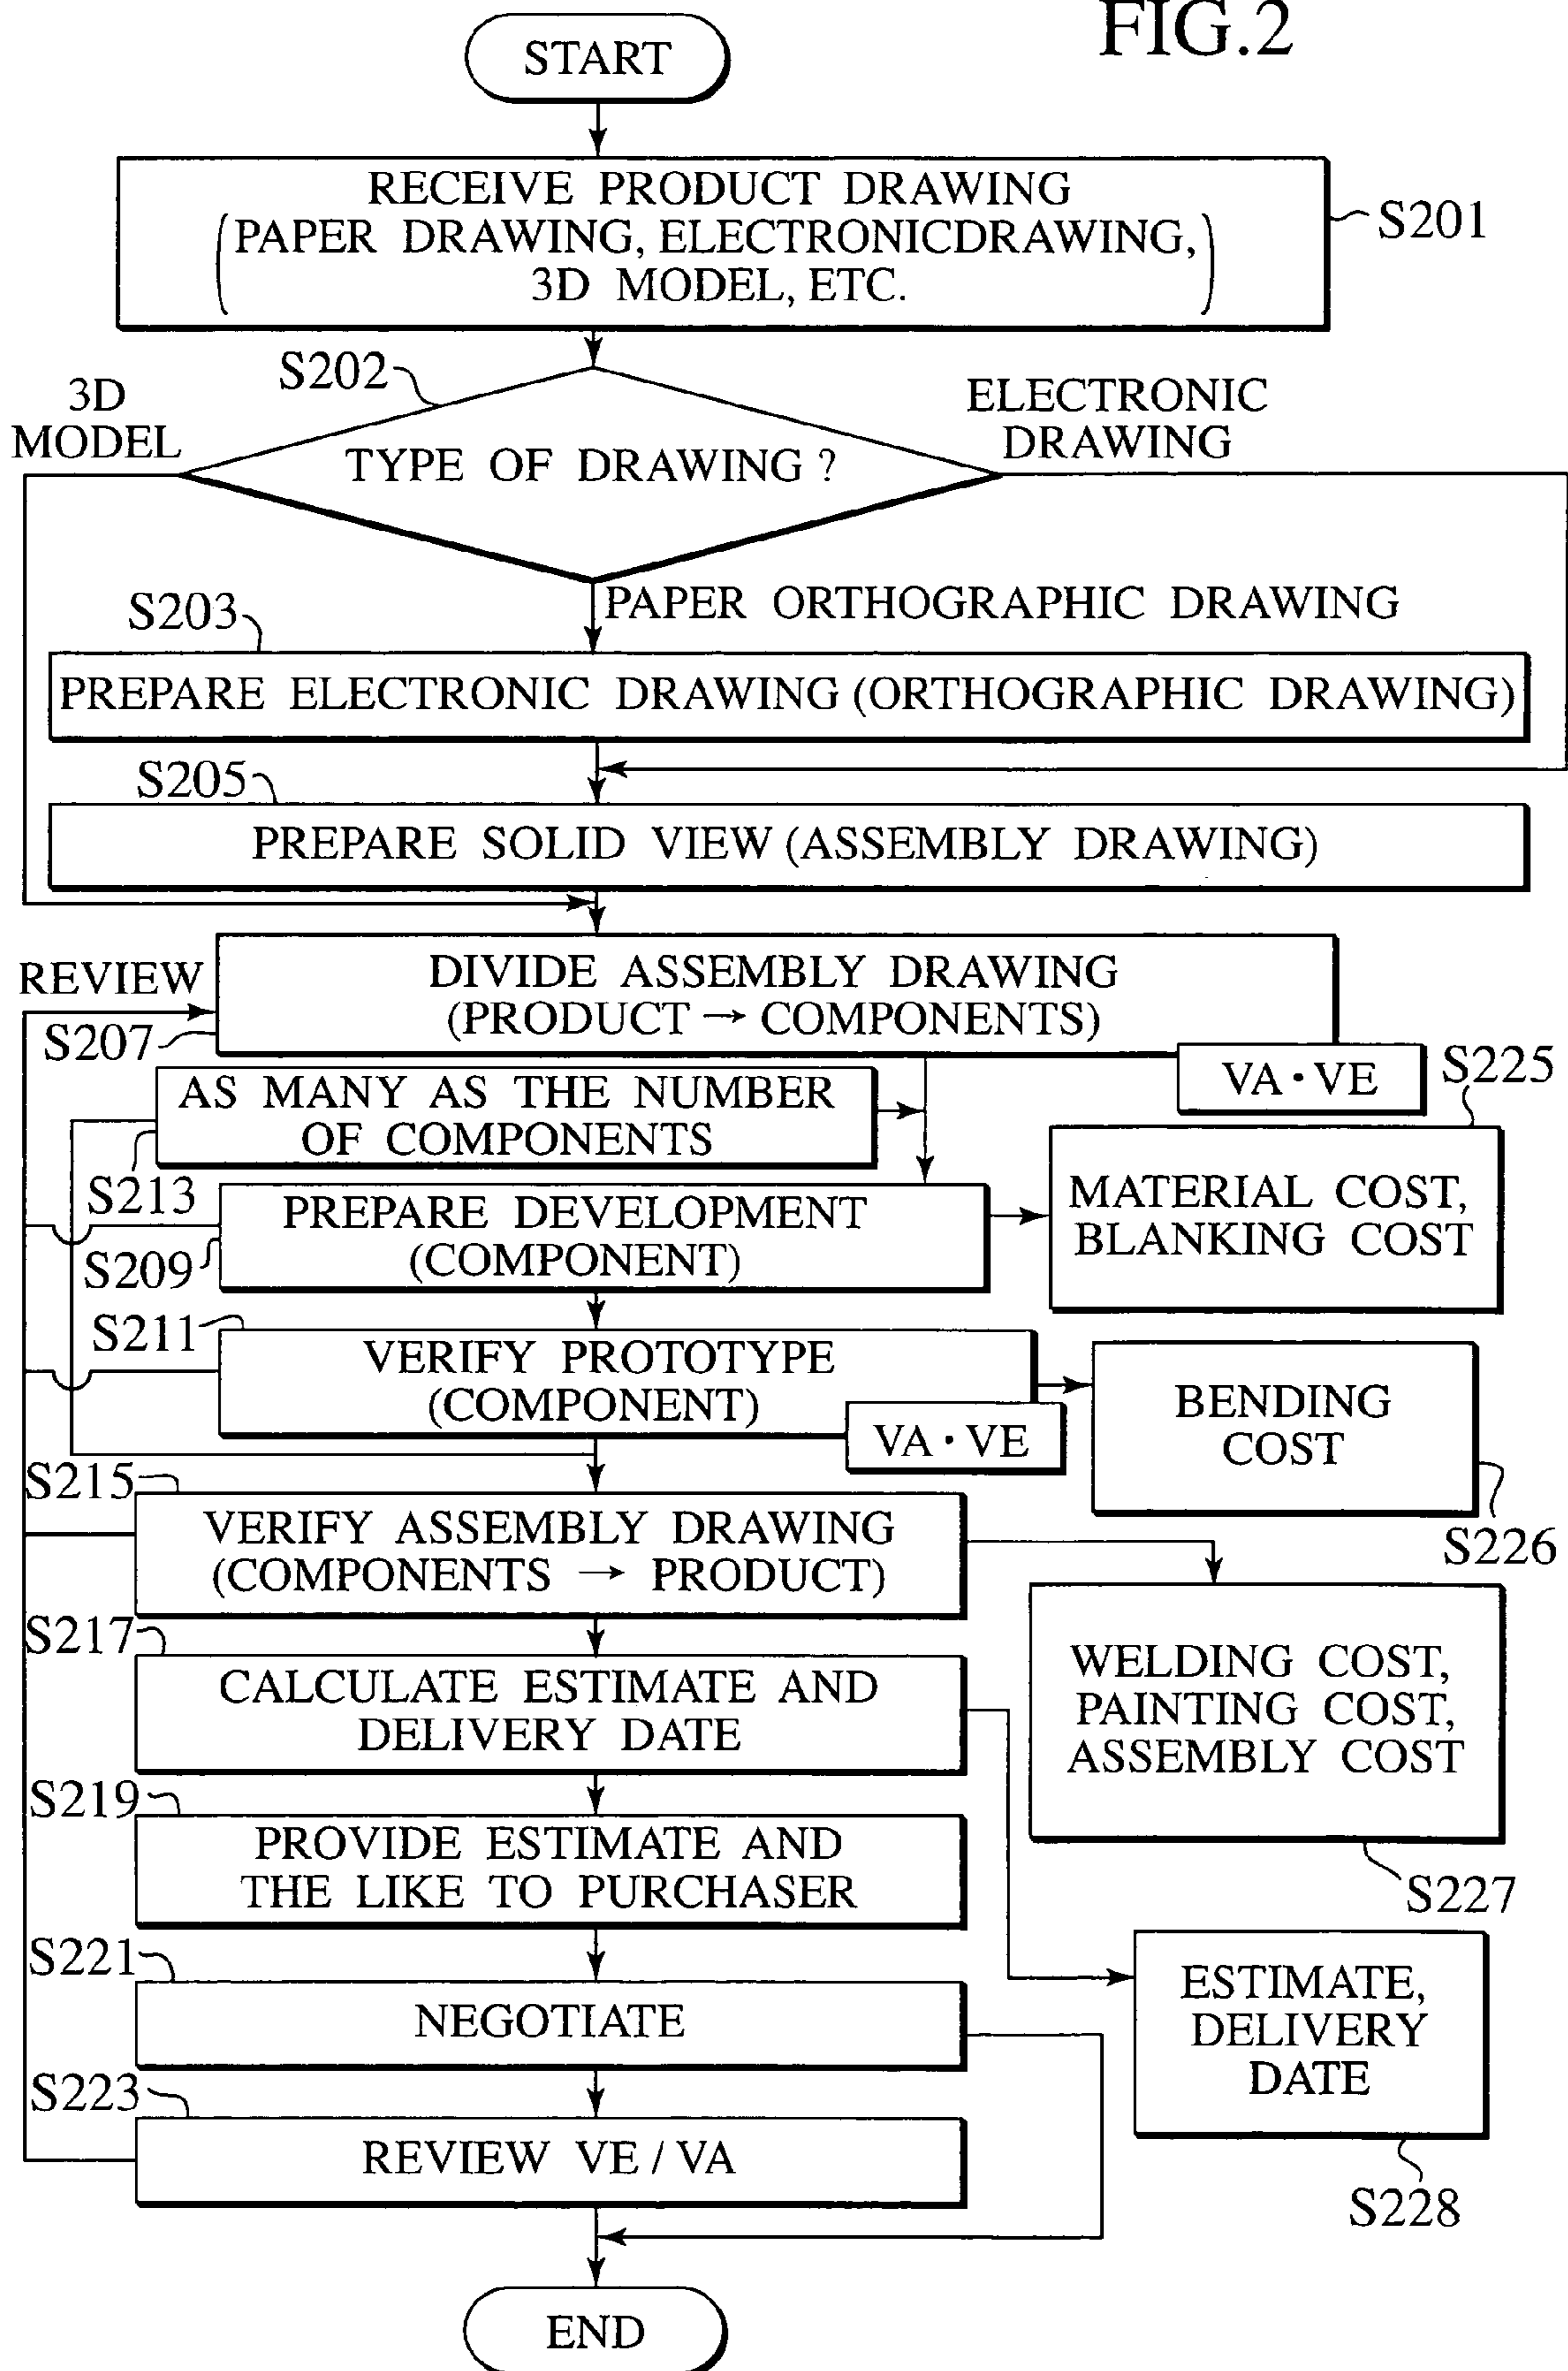 FIG.2
START
RECEIVE PRODUCT DRAWING
(PAPER DRAWING, ELECTRONICDRAWING,
3D MODEL, ETC.)
S201
S202
3D
MODEL
TYPE OF DRAWING ?
ELECTRONIC
DRAWING
PAPER ORTHOGRAPHIC DRAWING
S203
PREPARE ELECTRONIC DRAWING (ORTHOGRAPHIC DRAWING)
S205
PREPARE SOLID VIEW (ASSEMBLY DRAWING)
REVIEW
DIVIDE ASSEMBLY DRAWING
(PRODUCT → COMPONENTS)
S207
VA・VE
AS MANY AS THE NUMBER
OF COMPONENTS
S213
S225
MATERIAL COST,
BLANKING COST
PREPARE DEVELOPMENT
(COMPONENT)
S209
S211
VERIFY PROTOTYPE
(COMPONENT)
VA・VE
BENDING
COST
S226
S215
VERIFY ASSEMBLY DRAWING
(COMPONENTS → PRODUCT)
S217
CALCULATE ESTIMATE AND
DELIVERY DATE
WELDING COST,
PAINTING COST,
ASSEMBLY COST
S227
S219
PROVIDE ESTIMATE AND
THE LIKE TO PURCHASER
S221
NEGOTIATE
ESTIMATE,
DELIVERY
DATE
S228
S223
REVIEW VE / VA
END